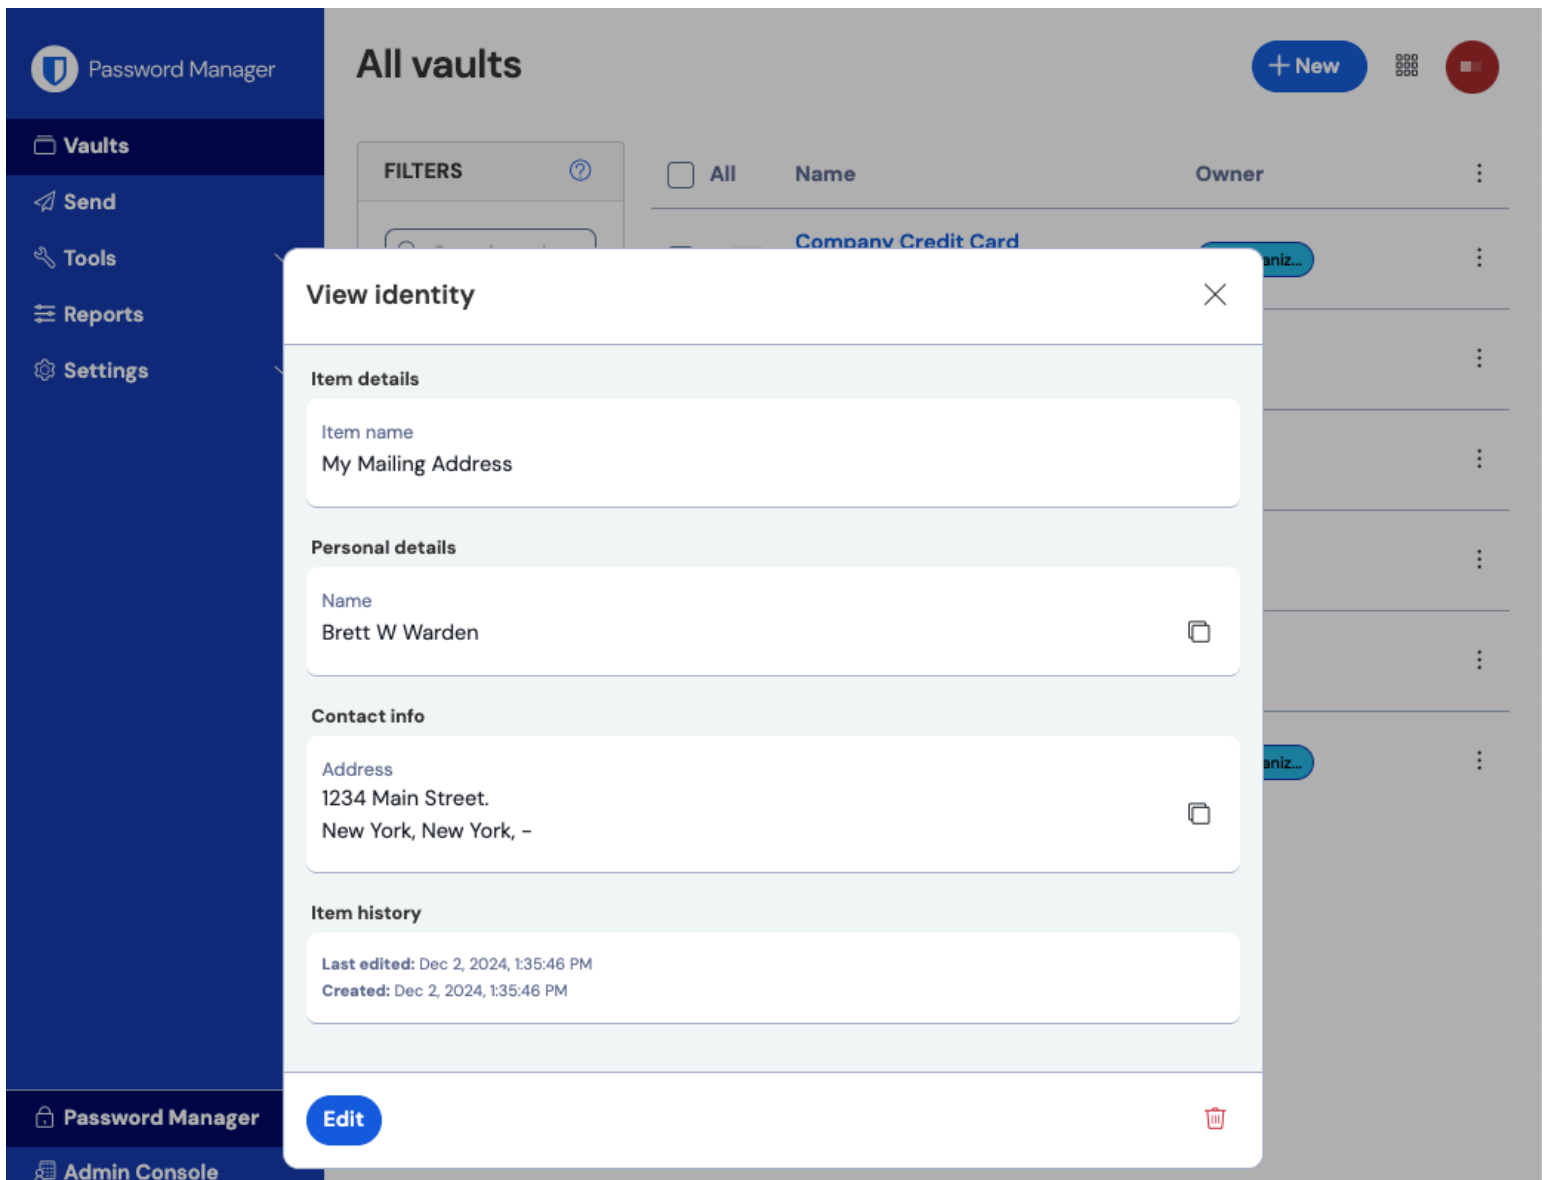 Password Manager
All vaults
New
Vaults
Send
Tools
Reports
Settings
FILTERS
All
Name
Owner
Company Credit Card
aniz...
View identity
Item details
Item name
My Mailing Address
Personal details
Name
Brett W Warden
Contact info
Address
1234 Main Street.
New York, New York, -
aniz...
Item history
Last edited: Dec 2, 2024, 1:35:46 PM
Created: Dec 2, 2024, 1:35:46 PM
Edit
Password Manager
Admin Console